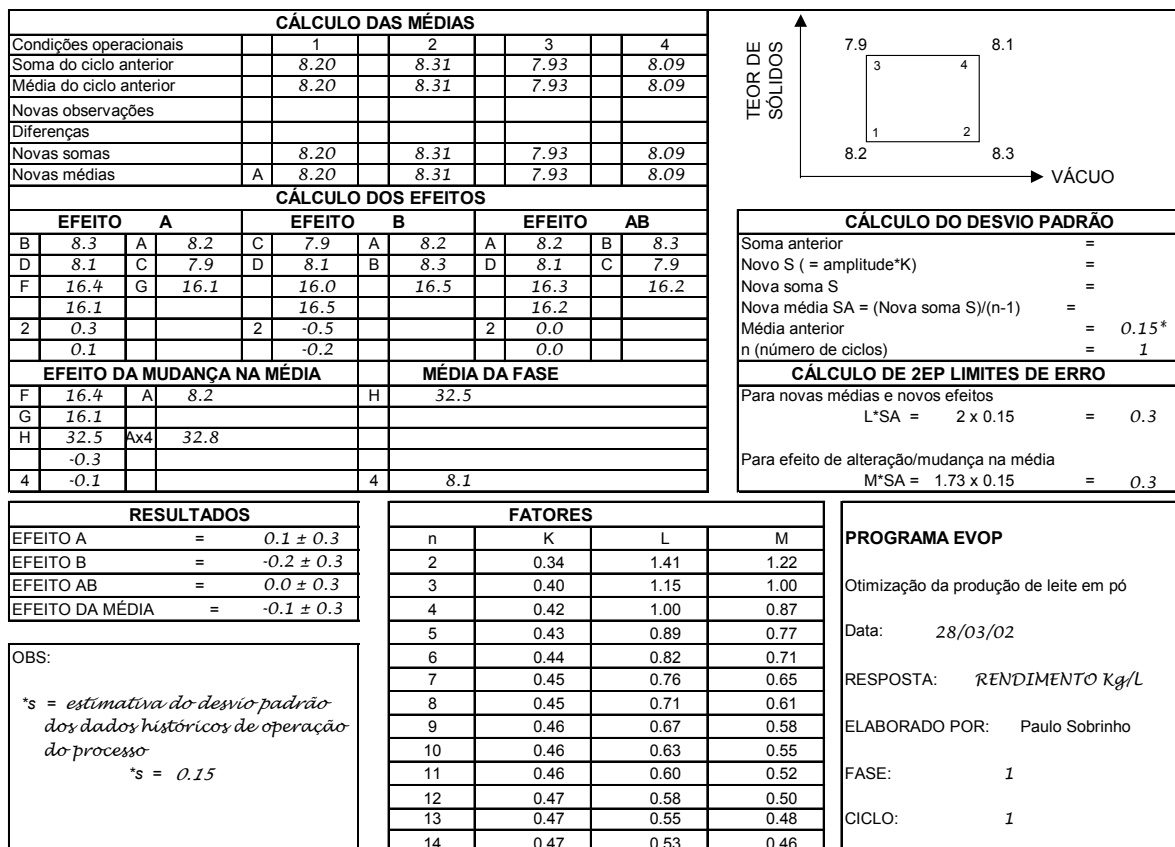 CÁLCULO DAS MÉDIAS
Condições operacionais 1 2 3 4
Soma do ciclo anterior 8.20 8.31 7.93 8.09
Média do ciclo anterior 8.20 8.31 7.93 8.09
Novas observações
Diferenças
Novas somas 8.20 8.31 7.93 8.09
Novas médias A 8.20 8.31 7.93 8.09
CÁLCULO DOS EFEITOS
EFEITO A EFEITO B EFEITO AB
B 8.3 A 8.2 C 7.9 A 8.2 A 8.2 B 8.3
D 8.1 C 7.9 D 8.1 B 8.3 D 8.1 C 7.9
F 16.4 G 16.1 16.0 16.5 16.3 16.2
16.1 16.5 16.2
2 0.3 2 -0.5 2 0.0
0.1 -0.2 0.0
EFEITO DA MUDANÇA NA MÉDIA MÉDIA DA FASE
F 16.4 A 8.2 H 32.5
G 16.1
H 32.5 Ax4 32.8
-0.3
4 -0.1 4 8.1
TEOR DE
SÓLIDOS
7.9 8.1
3 4
1 2
8.2 8.3
VÁCUO
CÁLCULO DO DESVIO PADRÃO
Soma anterior =
Novo S ( = amplitude*K) =
Nova soma S =
Nova média SA = (Nova soma S)/(n-1) =
Média anterior = 0.15*
n (número de ciclos) = 1
CÁLCULO DE 2EP LIMITES DE ERRO
Para novas médias e novos efeitos
L*SA = 2 x 0.15 = 0.3
Para efeito de alteração/mudança na média
M*SA = 1.73 x 0.15 = 0.3
RESULTADOS
EFEITO A = 0.1 ± 0.3
EFEITO B = -0.2 ± 0.3
EFEITO AB = 0.0 ± 0.3
EFEITO DA MÉDIA = -0.1 ± 0.3
OBS:
*s = estimativa do desvio padrão
dos dados históricos de operação
do processo
*s = 0.15
FATORES
n K L M
2 0.34 1.41 1.22
3 0.40 1.15 1.00
4 0.42 1.00 0.87
5 0.43 0.89 0.77
6 0.44 0.82 0.71
7 0.45 0.76 0.65
8 0.45 0.71 0.61
9 0.46 0.67 0.58
10 0.46 0.63 0.55
11 0.46 0.60 0.52
12 0.47 0.58 0.50
13 0.47 0.55 0.48
14 0.47 0.53 0.46
PROGRAMA EVOP
Otimização da produção de leite em pó
Data: 28/03/02
RESPOSTA: RENDIMENTO Kg/L
ELABORADO POR: Paulo Sobrinho
FASE: 1
CICLO: 1